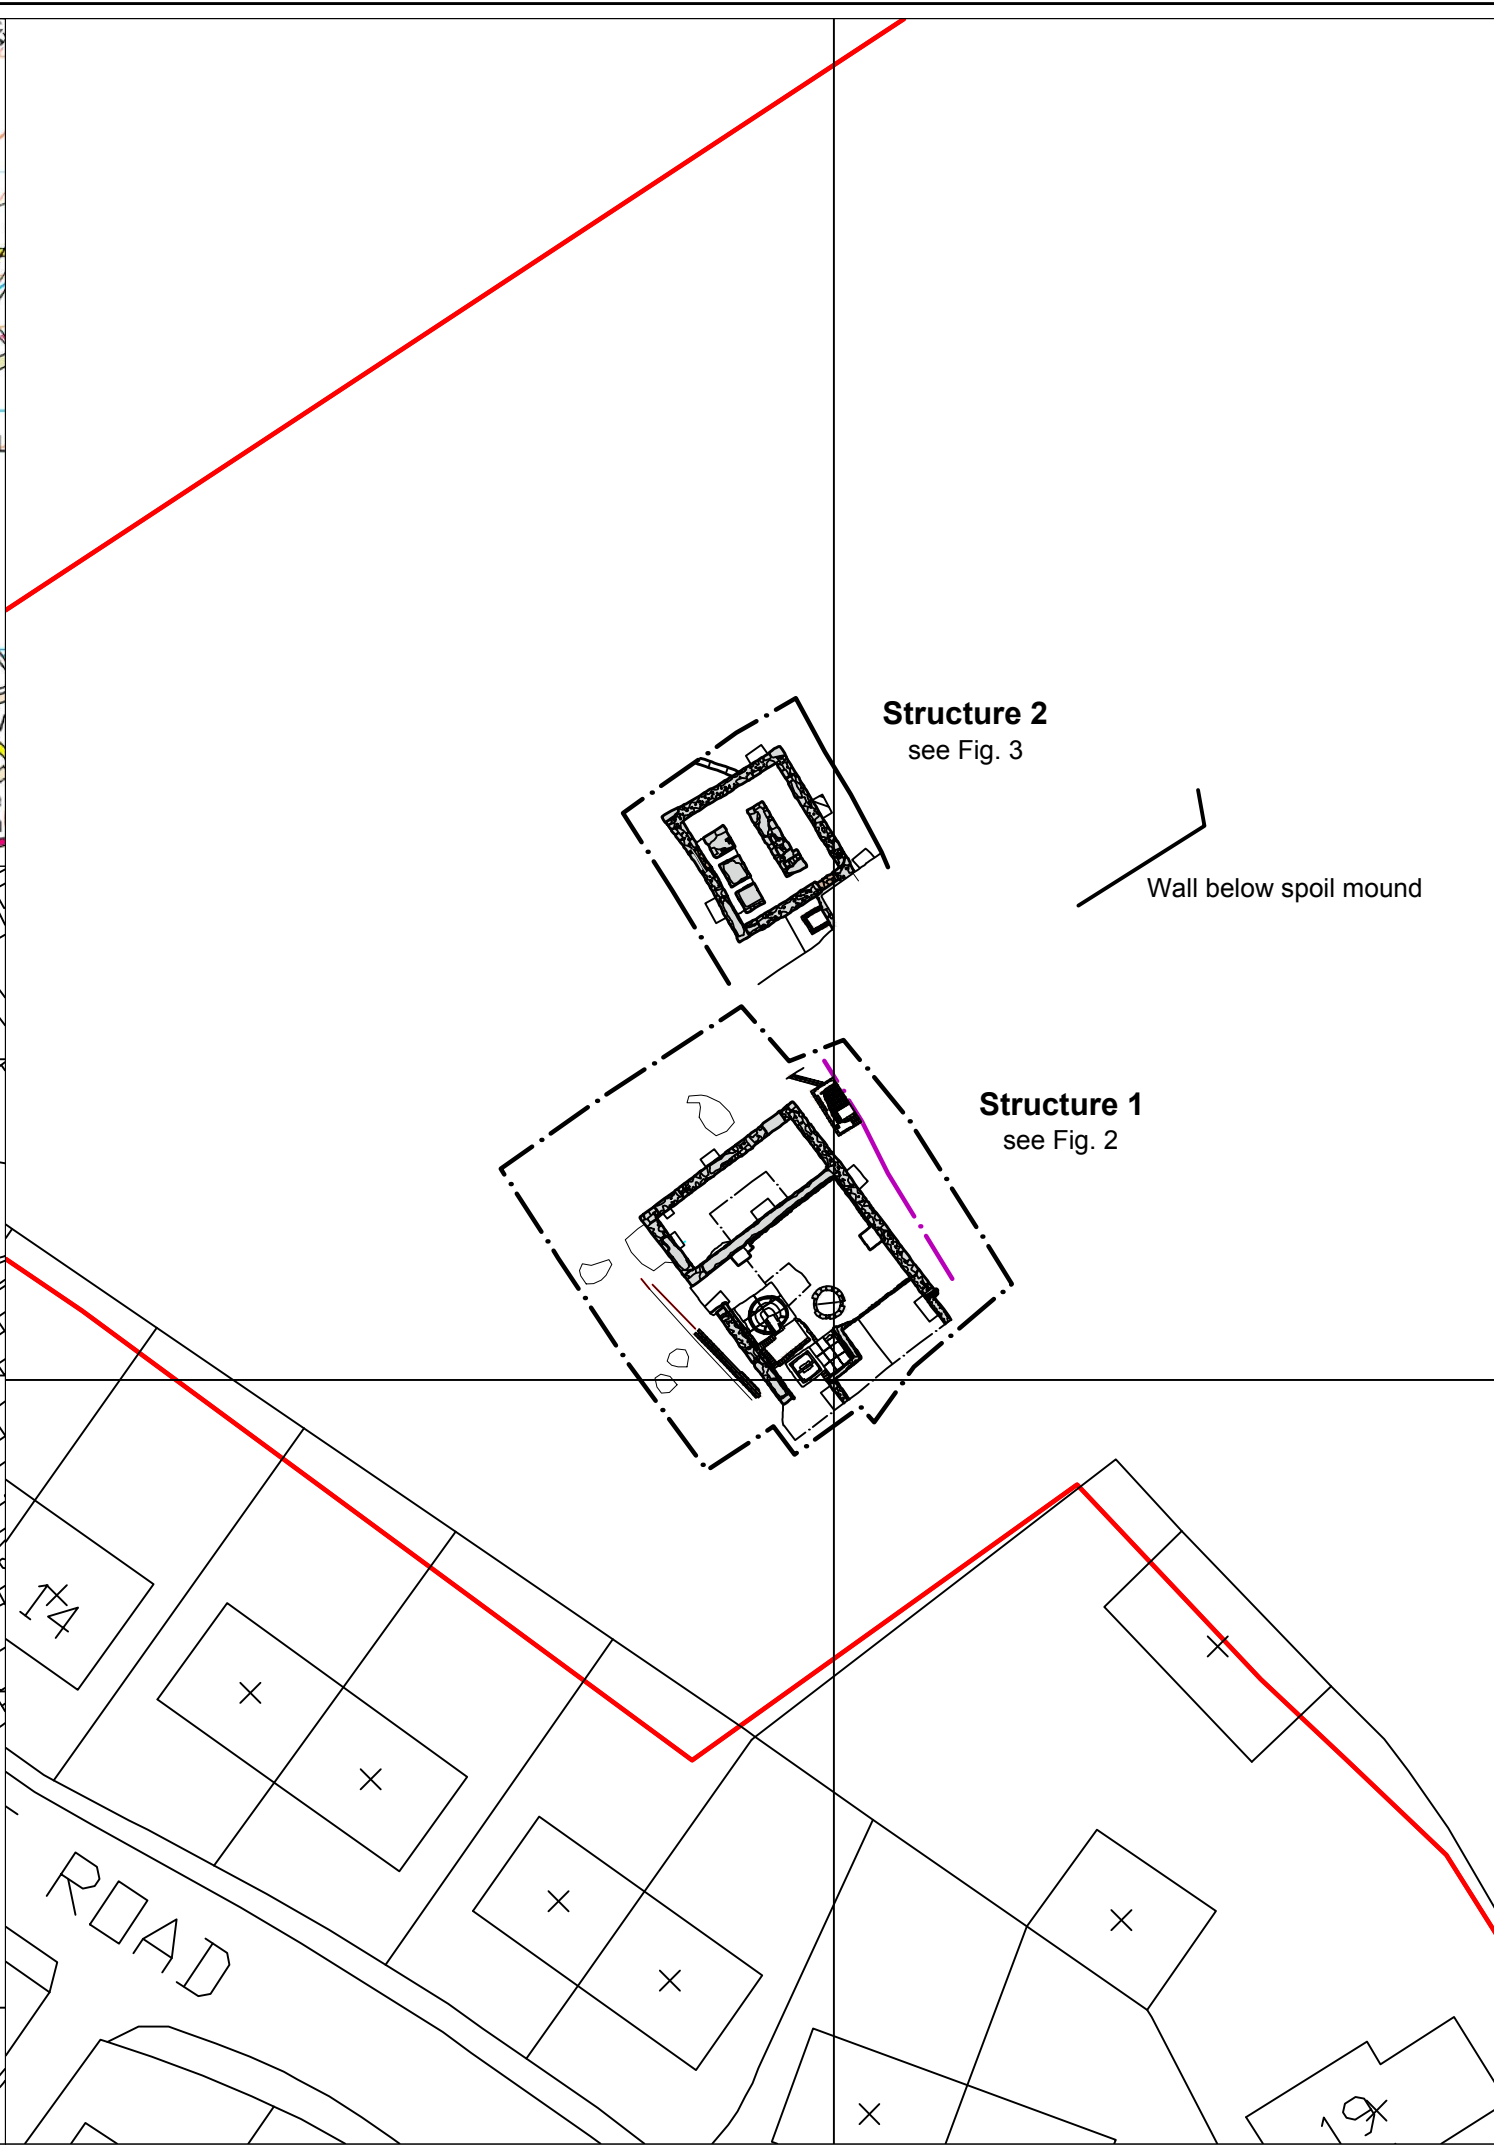 Structure 2
see Fig. 3
Wall below spoil mound
Structure 1
see Fig. 2
14
ROAD
19